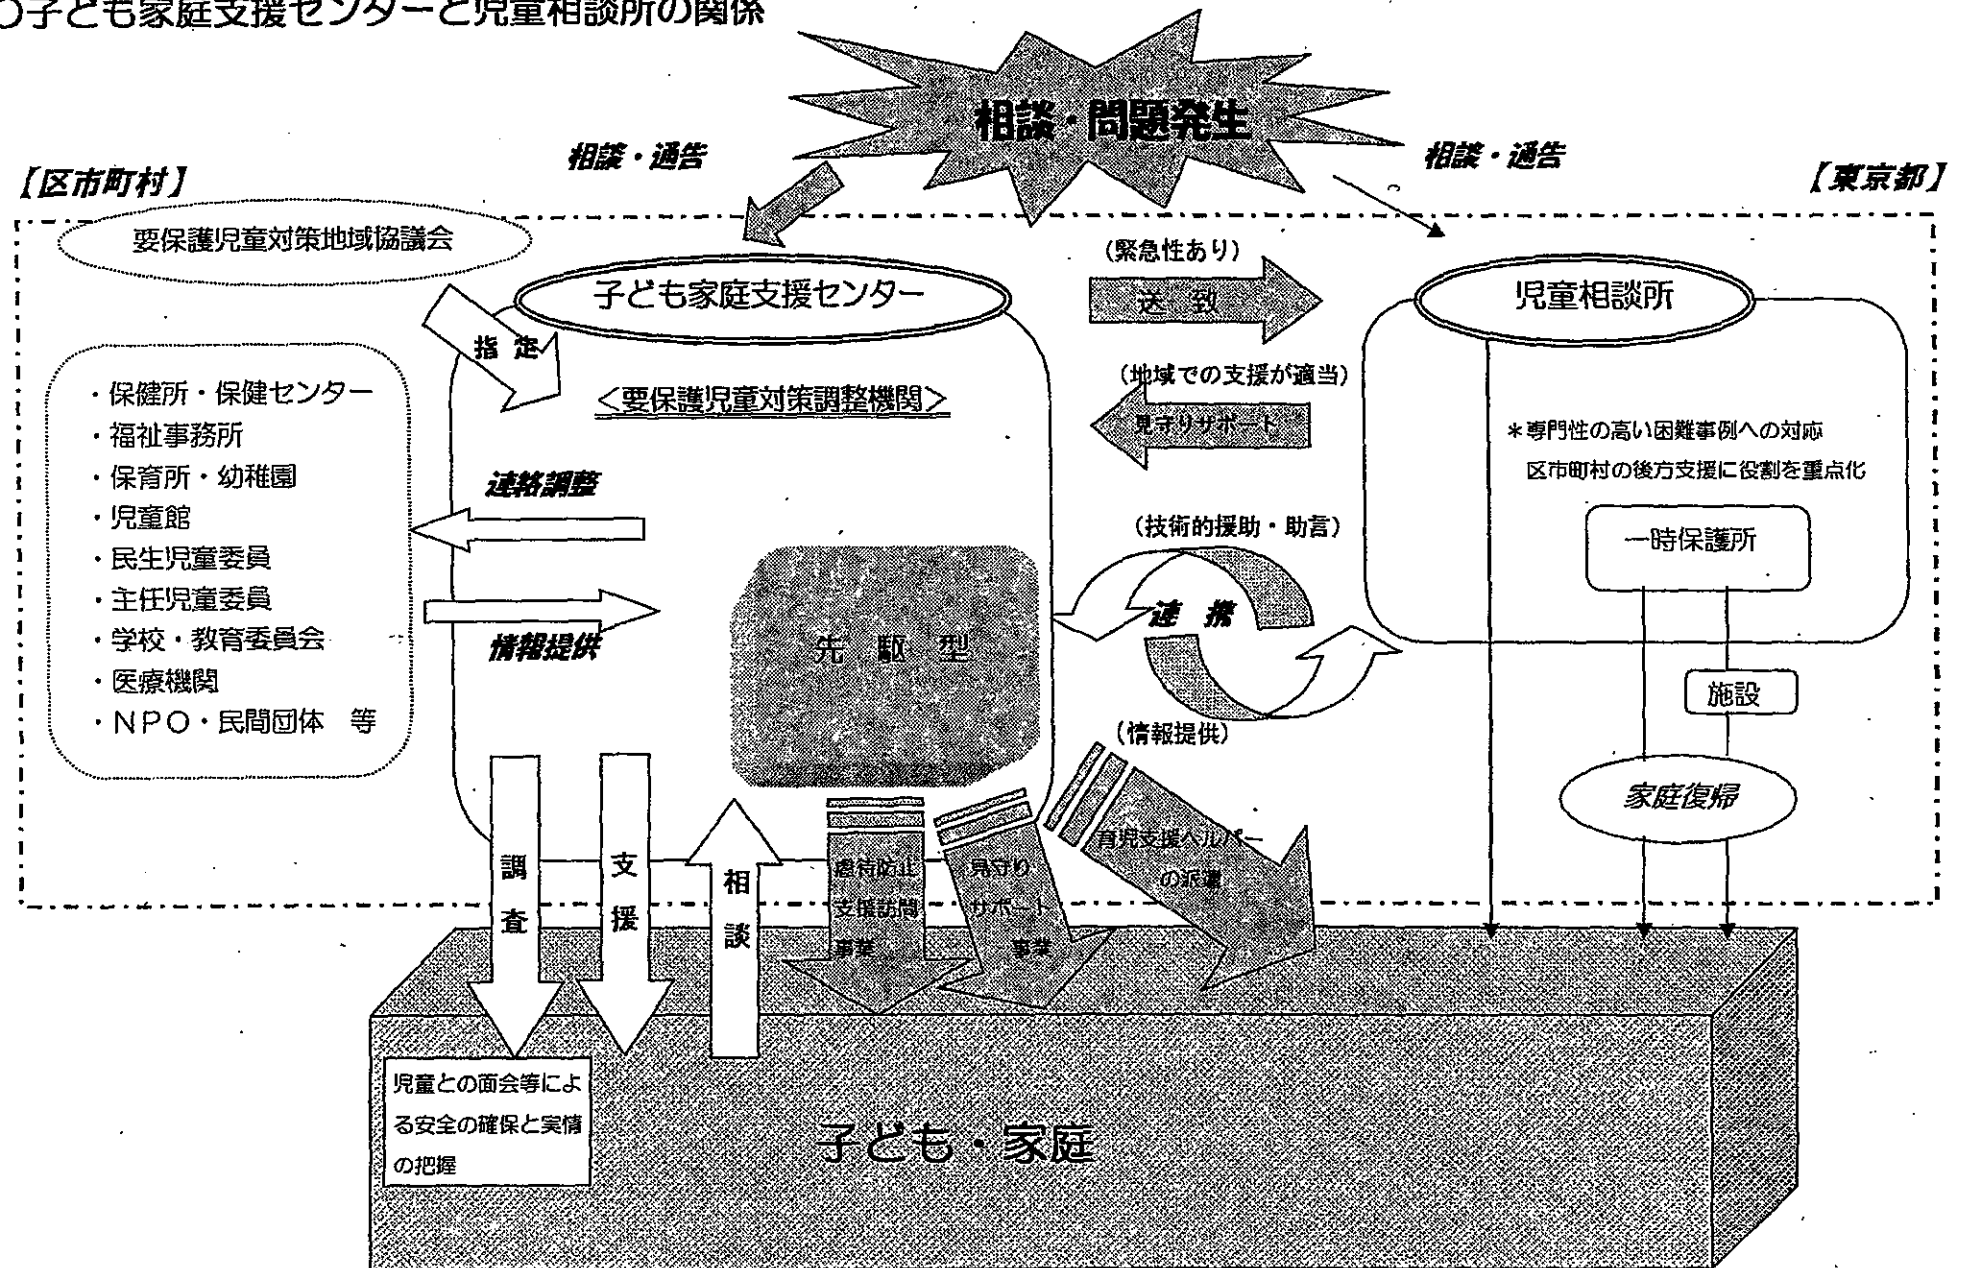 子ども家庭支援センターと児童相談所の関係
相談・問題発生
相談・通告
相談・通告
【区市町村】
【東京都】
要保護児童対策地域協議会
子ども家庭支援センター
(緊急性あり)
送 致
児童相談所
指 定
<要保護児童対策調整機関>
(地域での支援が適当)
見守りサポート
・保健所・保健センター
・福祉事務所
・保育所・幼稚園
・児童館
・民生児童委員
・主任児童委員
・学校・教育委員会
・医療機関
・NPO・民間団体 等
連絡調整
情報提供
先 駆 型
(技術的援助・助言)
連 携
(情報提供)
*専門性の高い困難事例への対応
区市町村の後方支援に役割を重点化
一時保護所
施設
家庭復帰
調査
支援
相談
虐待防止
支援訪問
事業
見守り
サポート
事業
育児支援ヘルパー
の派遣
児童との面会等によ
る安全の確保と実情
の把握
子ども・家庭